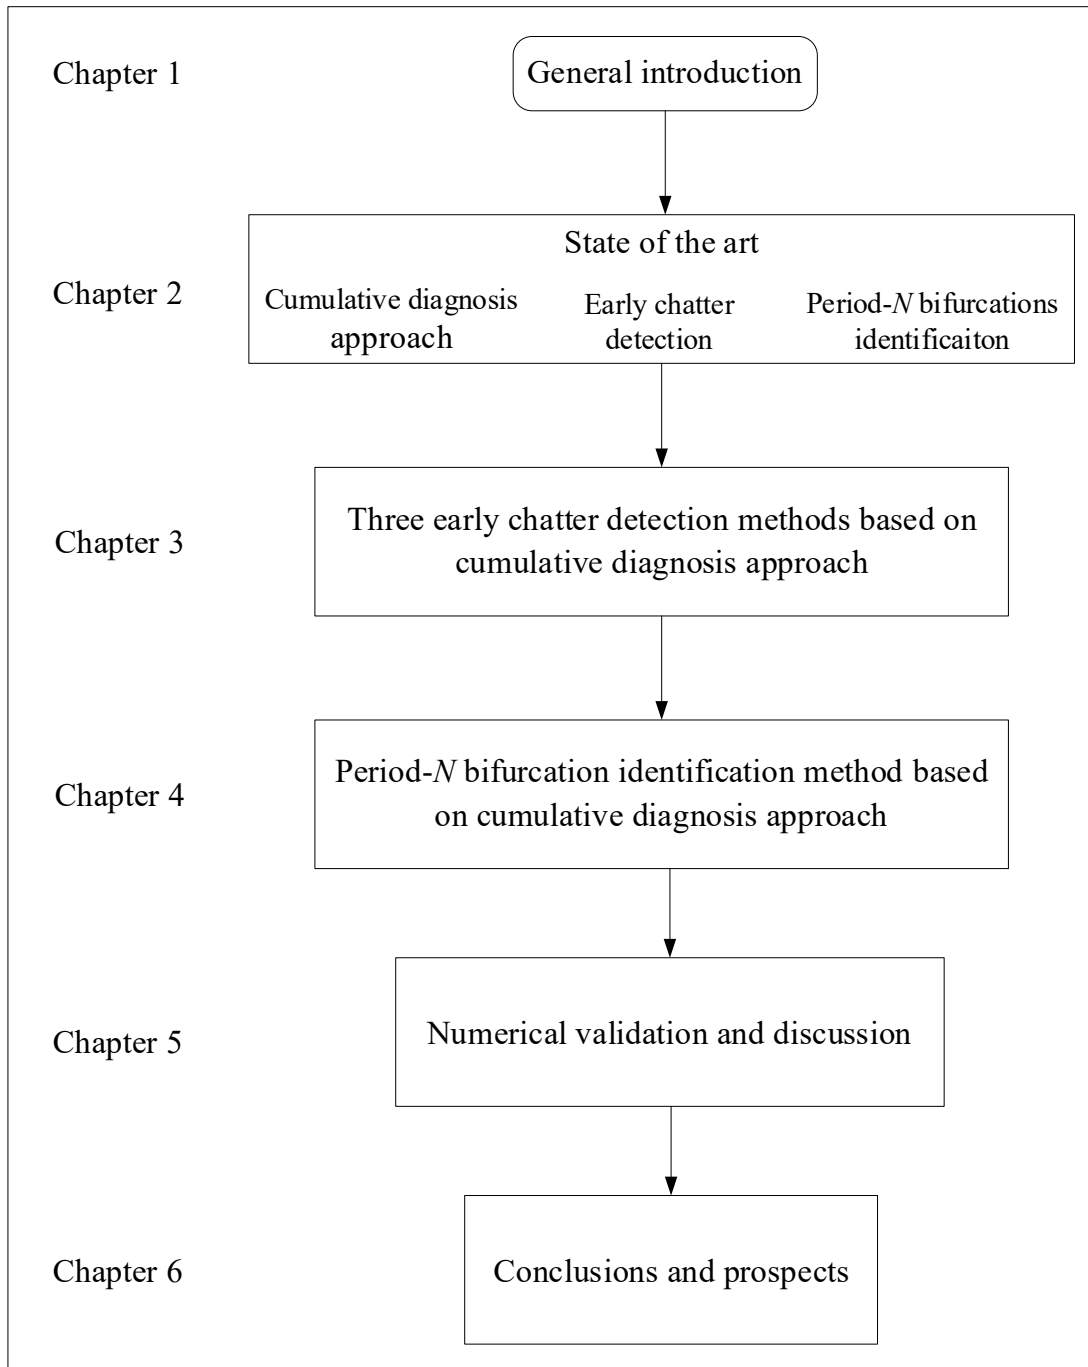 Chapter 1
General introduction
Chapter 2
State of the art
Cumulative diagnosis
approach
Early chatter
detection
Period-N bifurcations
identificaiton
Chapter 3
Three early chatter detection methods based on
cumulative diagnosis approach
Chapter 4
Period-N bifurcation identification method based
on cumulative diagnosis approach
Chapter 5
Numerical validation and discussion
Chapter 6
Conclusions and prospects